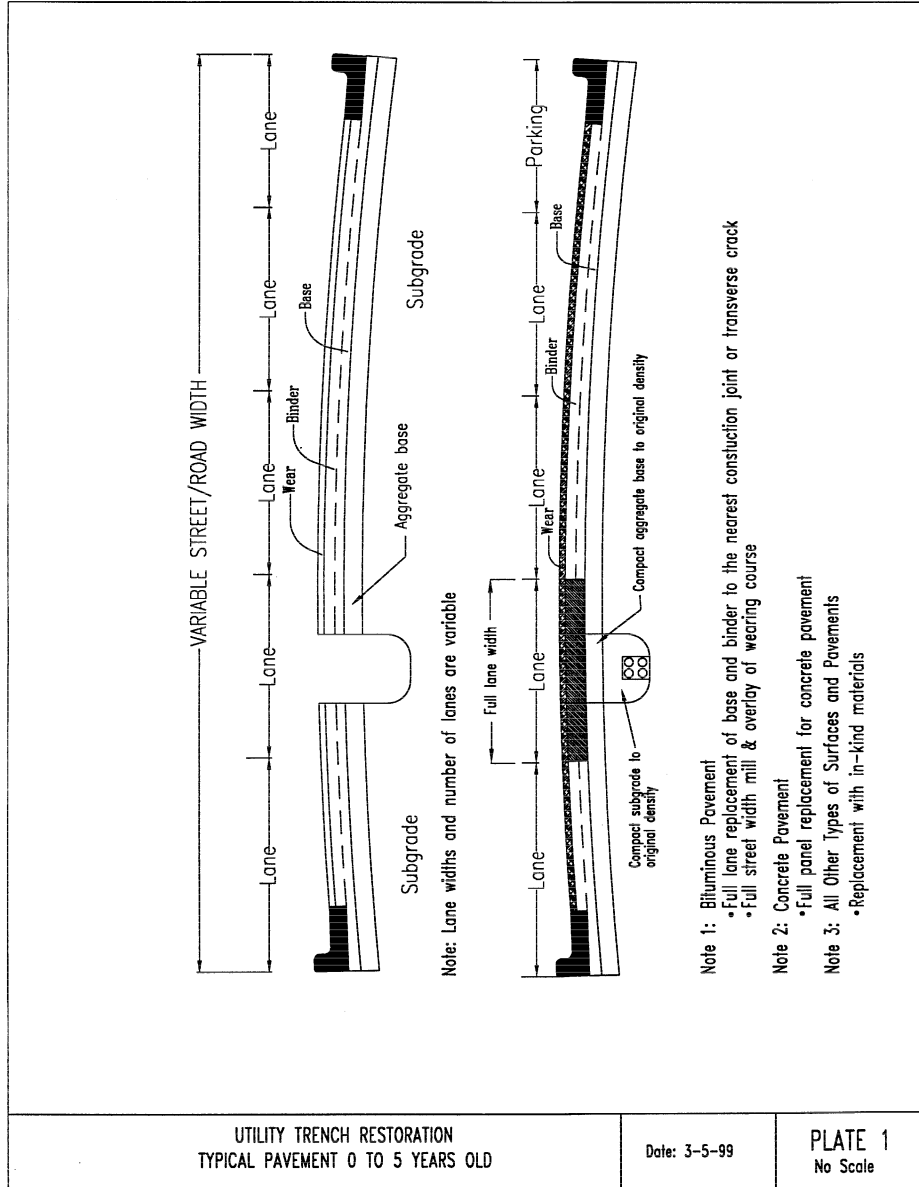 VARIABLE STREET/ROAD WIDTH
Lane
Lane
Lane
Lane
Lane
Wear
Binder
Base
Subgrade
Aggregate base
Subgrade
Note: Lane widths and number of lanes are variable
Full lane width
Lane
Lane
Lane
Lane
Parking
Wear
Binder
Base
Compact subgrade to
original density
Compact aggregate base to original density
Note 1: Bituminous Pavement
•Full lane replacement of base and binder to the nearest constuction joint or transverse crack
•Full street width mill & overlay of wearing course
Note 2: Concrete Pavement
•Full panel replacement for concrete pavement
Note 3: All Other Types of Surfaces and Pavements
•Replacement with in-kind materials
UTILITY TRENCH RESTORATION
TYPICAL PAVEMENT 0 TO 5 YEARS OLD
Date: 3-5-99
PLATE 1
No Scale